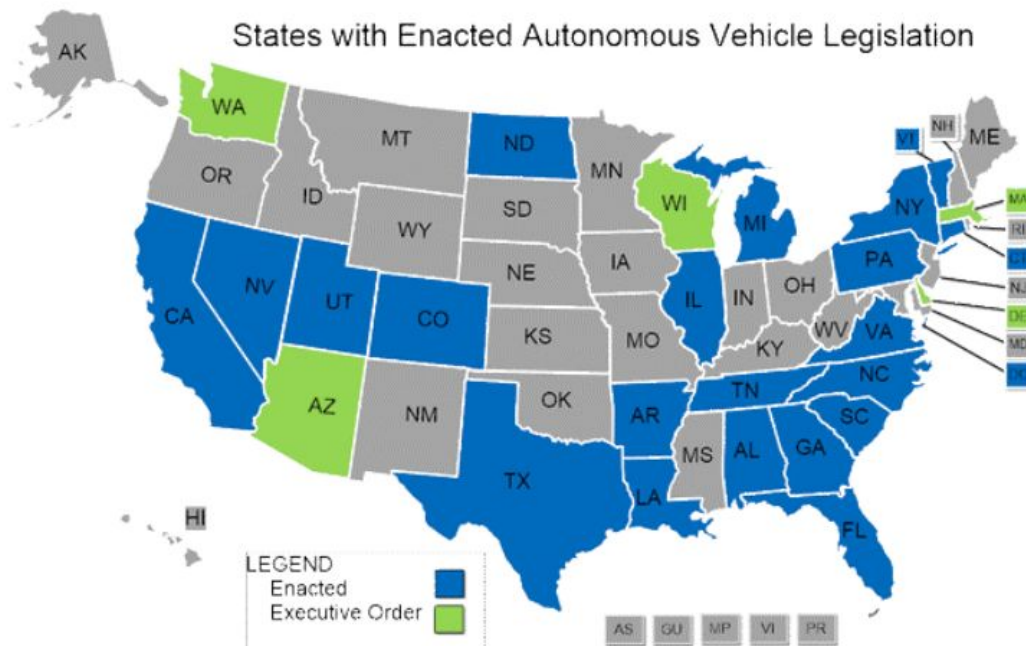 States with Enacted Autonomous Vehicle Legislation
AK
WA
MT
ND
MN
VT
NH
ME
OR
ID
WY
SD
WI
MI
NY
MA
RI
CT
NJ
DE
MD
DC
NV
UT
CO
NE
IA
IL
IN
OH
PA
CA
KS
MO
KY
WV
VA
AZ
NM
OK
AR
TN
NC
SC
TX
LA
MS
AL
GA
FL
HI
LEGEND
Enacted
Executive Order
AS GU MP VI PR